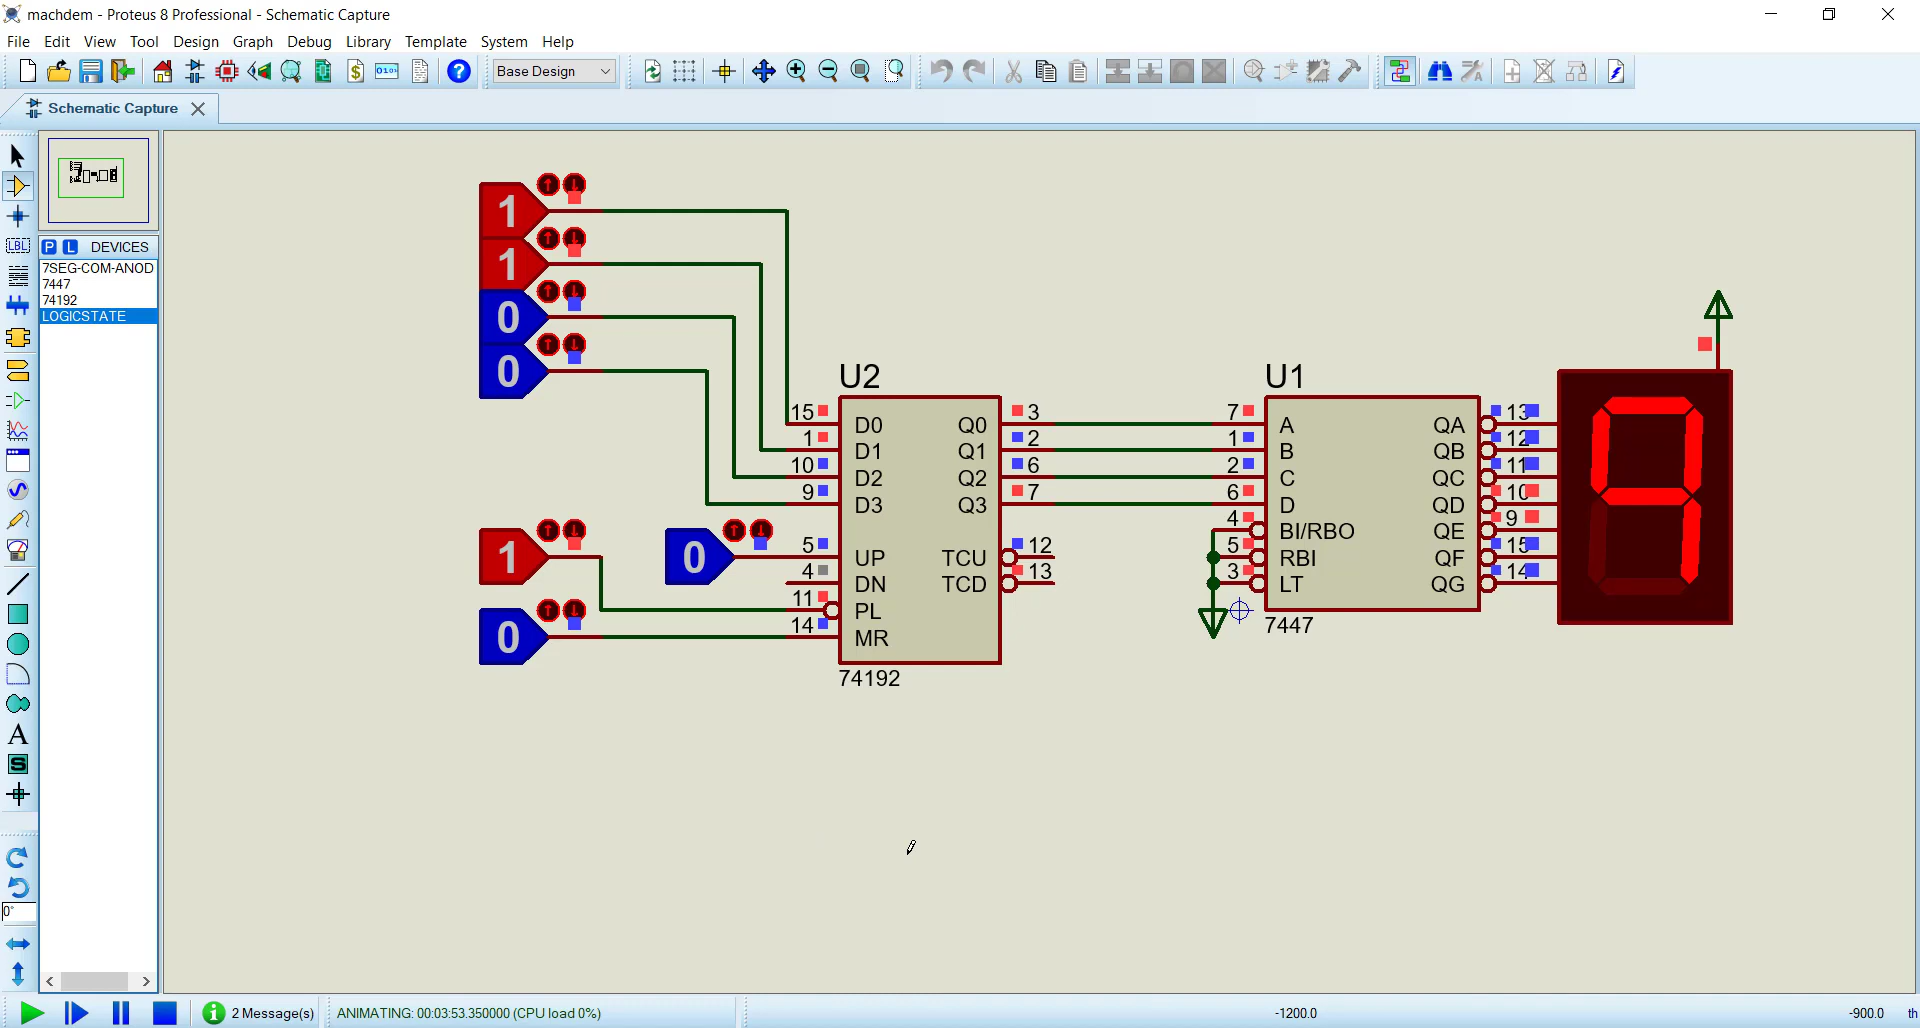 machdem - Proteus 8 Professional - Schematic Capture
File Edit View Tool Design Graph Debug Library Template System Help
Base Design
Schematic Capture
P L DEVICES
7SEG-COM-ANOD
7447
74192
LOGICSTATE
LBL
A
S
0°
1
1
0
0
1
0
0
U2
15 D0 Q0 3
1 D1 Q1 2
10 D2 Q2 6
9 D3 Q3 7
5 UP TCU 12
4 DN TCD 13
11 PL
14 MR
74192
U1
7 A QA 13
1 B QB 12
2 C QC 11
6 D QD 10
4 BI/RBO QE 9
5 RBI QF 15
3 LT QG 14
7447
9
2 Message(s) ANIMATING: 00:03:53.350000 (CPU load 0%) -1200.0 -900.0 th